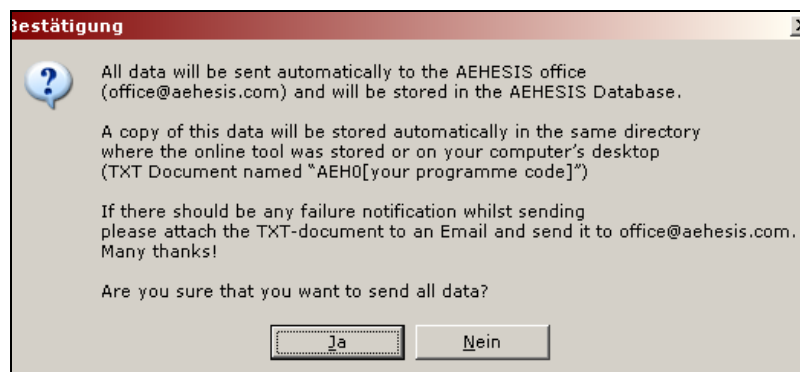 Bestätigung
All data will be sent automatically to the AEHESIS office
(office@aehesis.com) and will be stored in the AEHESIS Database.
A copy of this data will be stored automatically in the same directory
where the online tool was stored or on your computer's desktop
(TXT Document named “AEH0[your programme code]”)
If there should be any failure notification whilst sending
please attach the TXT-document to an Email and send it to office@aehesis.com.
Many thanks!
Are you sure that you want to send all data?
Ja
Nein